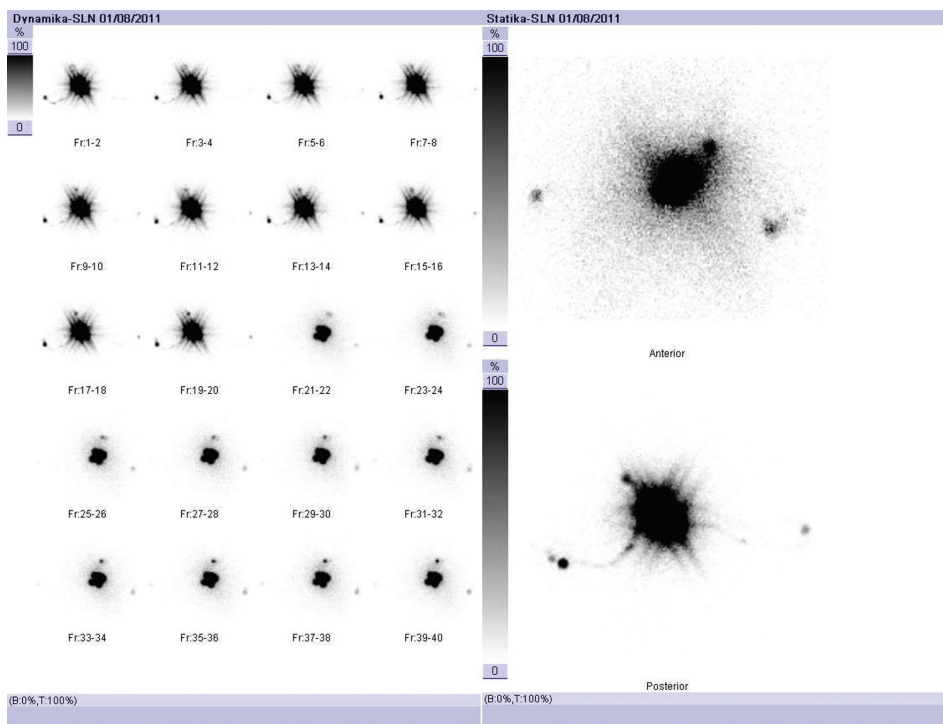 Dynamika-SLN 01/08/2011
%
100
0
Fr:1-2 Fr:3-4 Fr:5-6 Fr:7-8
Fr:9-10 Fr:11-12 Fr:13-14 Fr:15-16
Fr:17-18 Fr:19-20 Fr:21-22 Fr:23-24
Fr:25-26 Fr:27-28 Fr:29-30 Fr:31-32
Fr:33-34 Fr:35-36 Fr:37-38 Fr:39-40
(B:0%,T:100%)
Statika-SLN 01/08/2011
%
100
0
Anterior
%
100
0
Posterior
(B:0%,T:100%)